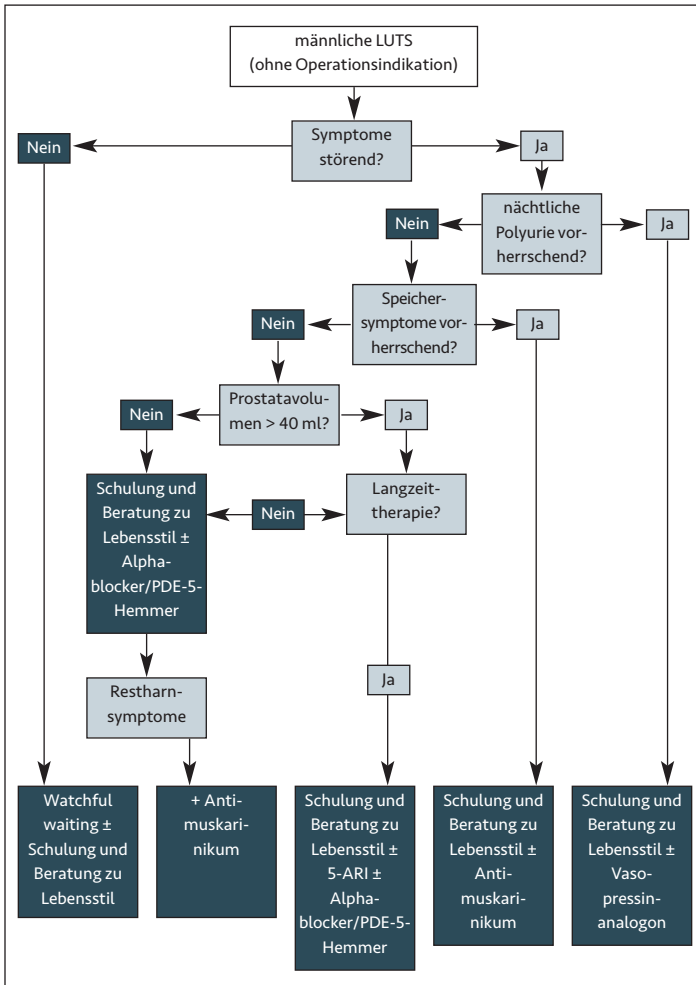 männliche LUTS
(ohne Operationsindikation)
Symptome
störend?
Nein
Ja
nächtliche
Polyurie vor-
herrschend?
Nein
Ja
Speicher-
symptome vor-
herrschend?
Nein
Ja
Prostatavolu-
men > 40 ml?
Nein
Ja
Schulung und
Beratung zu
Lebensstil ±
Alpha-
blocker/PDE-5-
Hemmer
Nein
Langzeit-
therapie?
Restharn-
symptome
Ja
Watchful
waiting ±
Schulung und
Beratung zu
Lebensstil
+ Anti-
muskari-
nikum
Schulung und
Beratung zu
Lebensstil ±
5-ARI ±
Alpha-
blocker/PDE-5-
Hemmer
Schulung und
Beratung zu
Lebensstil ±
Anti-
muskarinikum
Schulung und
Beratung zu
Lebensstil ±
Vaso-
pressin-
analogon